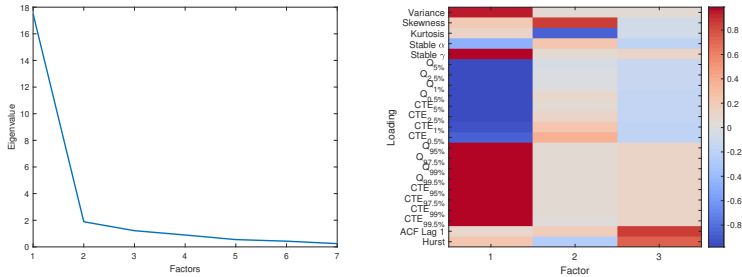 18
16
14
12
10
8
6
4
2
0
Eigenvalue
1 2 3 4 5 6 7
Factors
Loading
Variance
Skewness
Kurtosis
Stable α
Stable γ
Q5%
Q2.5%
Q1%
Q0.5%
CTE5%
CTE2.5%
CTE1%
CTE0.5%
Q95%
Q97.5%
Q99%
Q99.5%
CTE95%
CTE97.5%
CTE99%
CTE99.5%
ACF Lag 1
Hurst
1 2 3
Factor
0.8
0.6
0.4
0.2
0
-0.2
-0.4
-0.6
-0.8